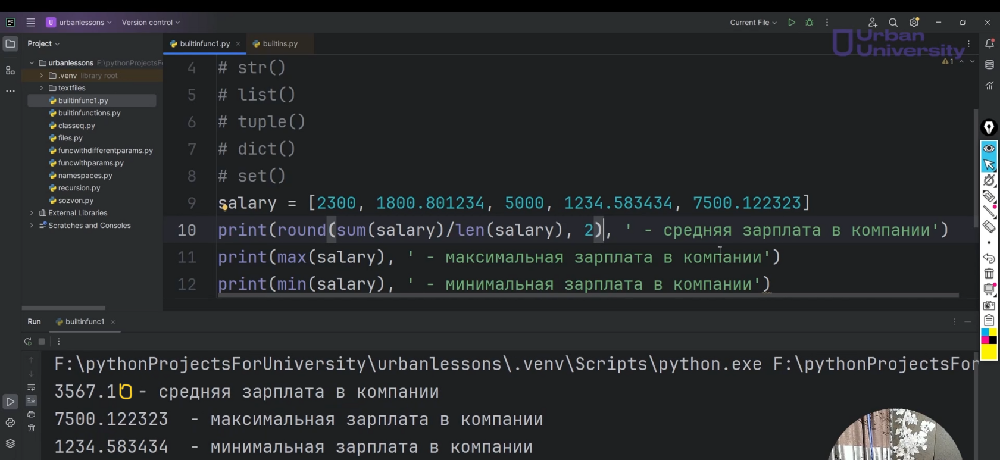 PC
U urbanlessons
Version control
Current File
Urban
University
Project
builtinfunc1.py
builtins.py
urbanlessons F:\pythonProjectsFo
.venv library root
textfiles
builtinfunc1.py
builtinfunctions.py
classeq.py
files.py
funcwithdifferentparams.py
funcwithparams.py
namespaces.py
recursion.py
sozvon.py
External Libraries
Scratches and Consoles
1
4 # str()
5 # list()
6 # tuple()
7 # dict()
8 # set()
9 salary = [2300, 1800.801234, 5000, 1234.583434, 7500.122323]
10 print(round(sum(salary)/len(salary), 2), ' - средняя зарплата в компании')
11 print(max(salary), ' - максимальная зарплата в компании')
12 print(min(salary), ' - минимальная зарплата в компании')
Run builtinfunc1
F:\pythonProjectsForUniversity\urbanlessons\.venv\Scripts\python.exe F:\pythonProjectsFor
3567.10 - средняя зарплата в компании
7500.122323 - максимальная зарплата в компании
1234.583434 - минимальная зарплата в компании